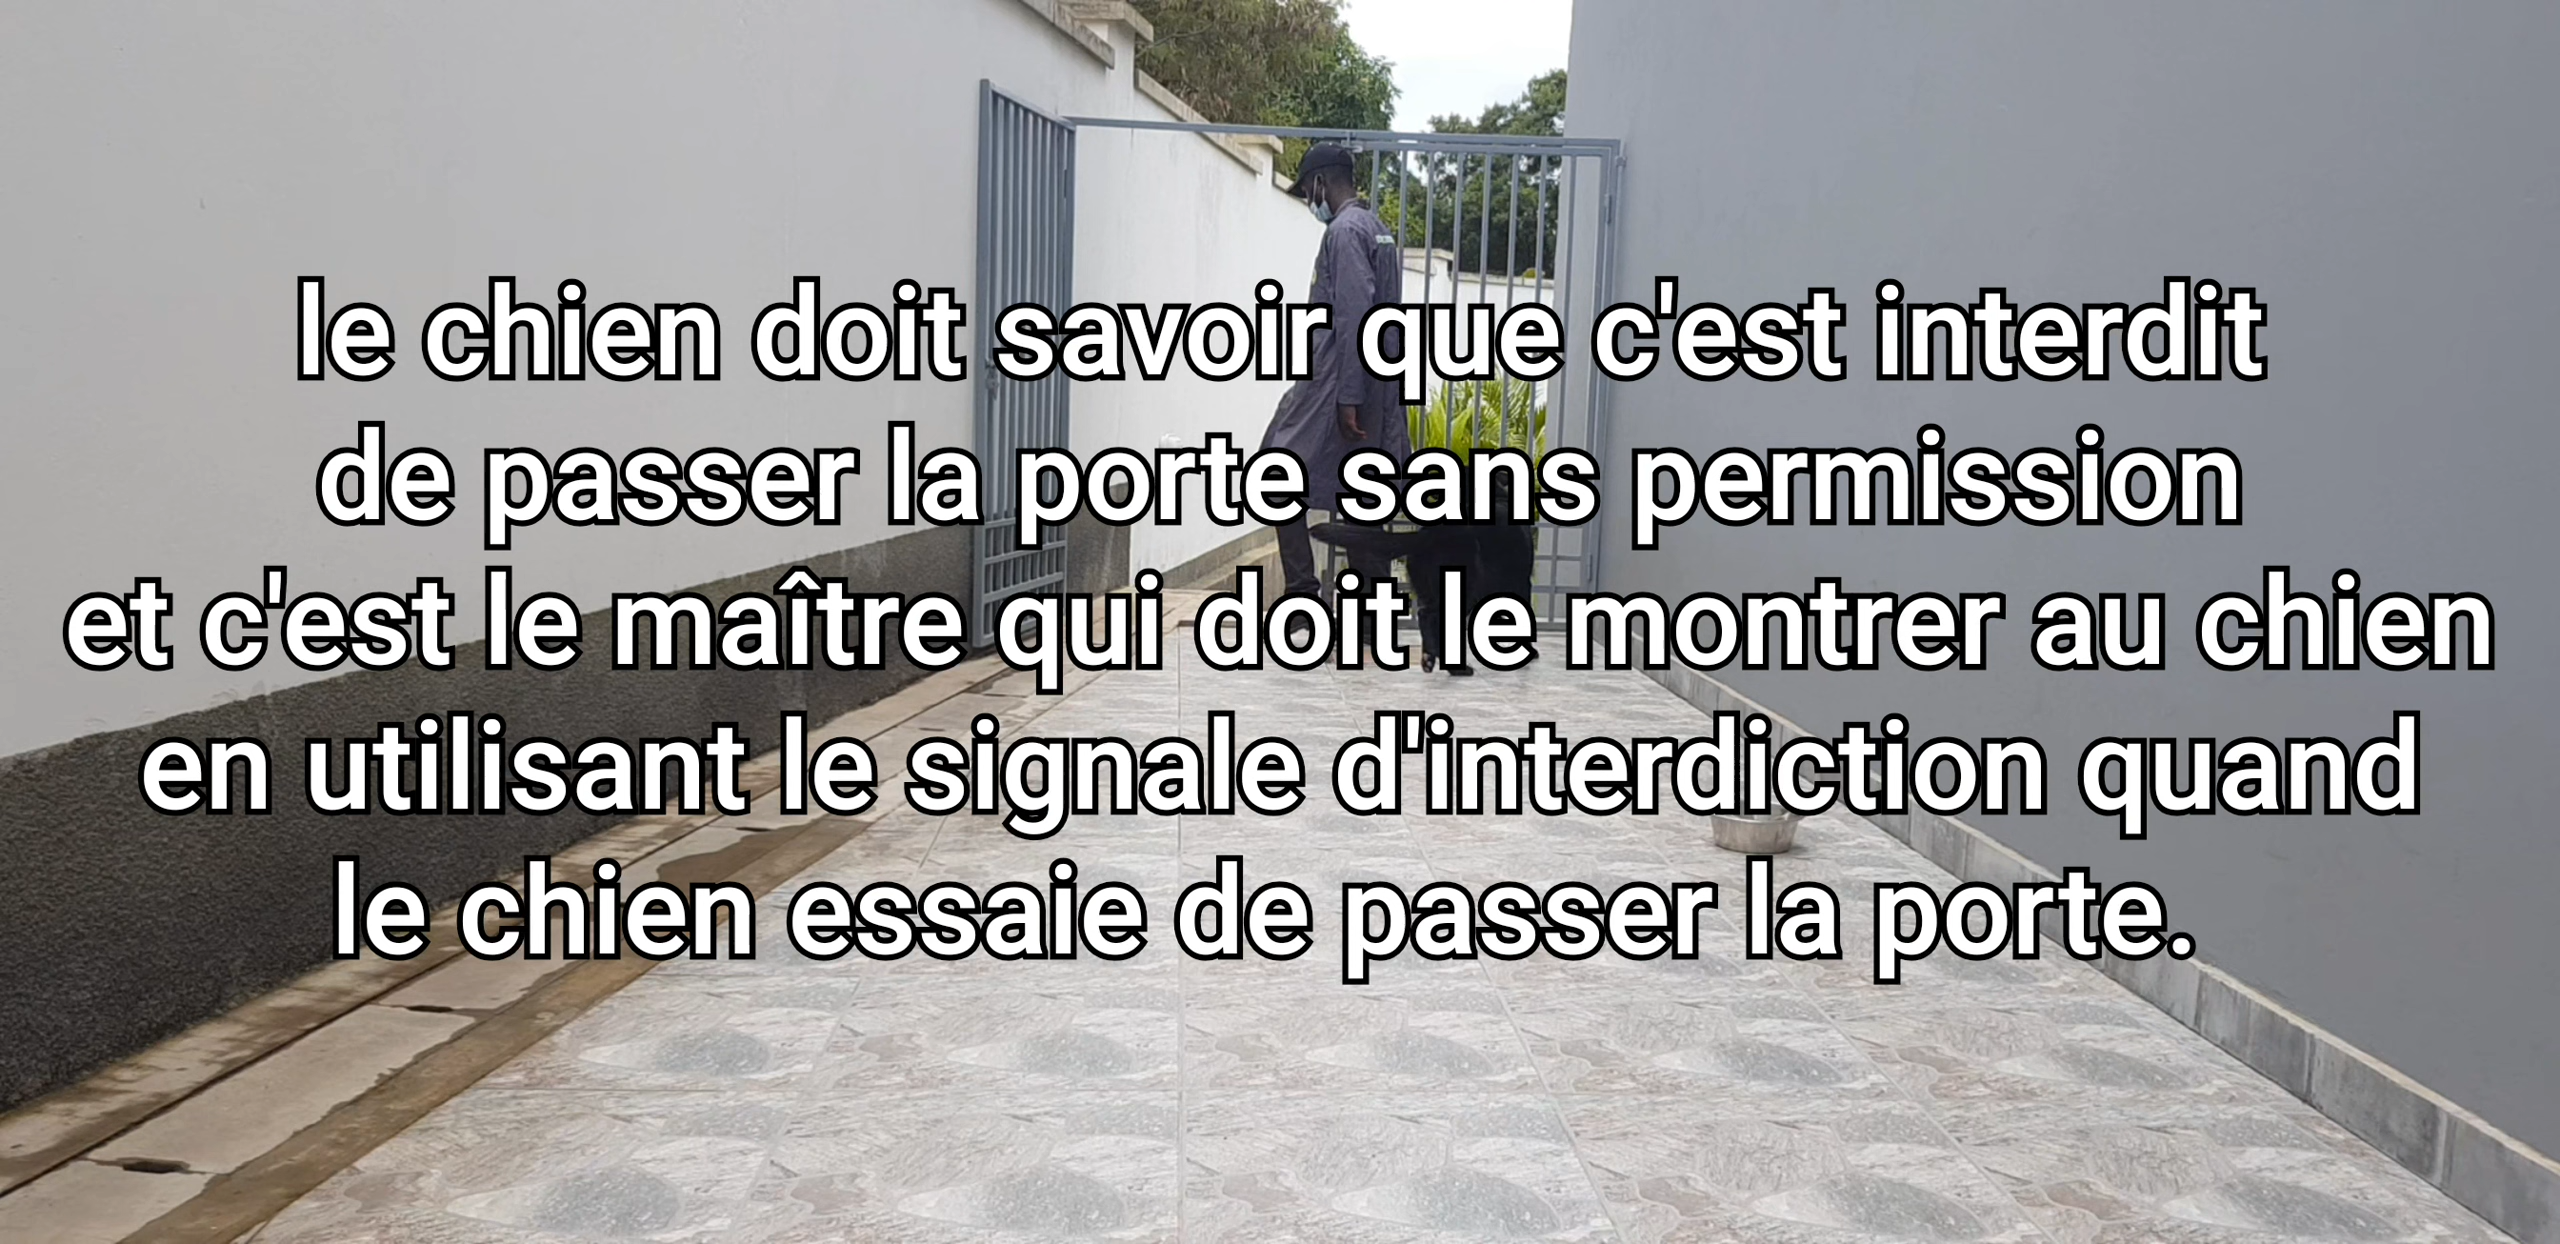 le chien doit savoir que c'est interdit
de passer la porte sans permission
et c'est le maître qui doit le montrer au chien
en utilisant le signale d'interdiction quand
le chien essaie de passer la porte.